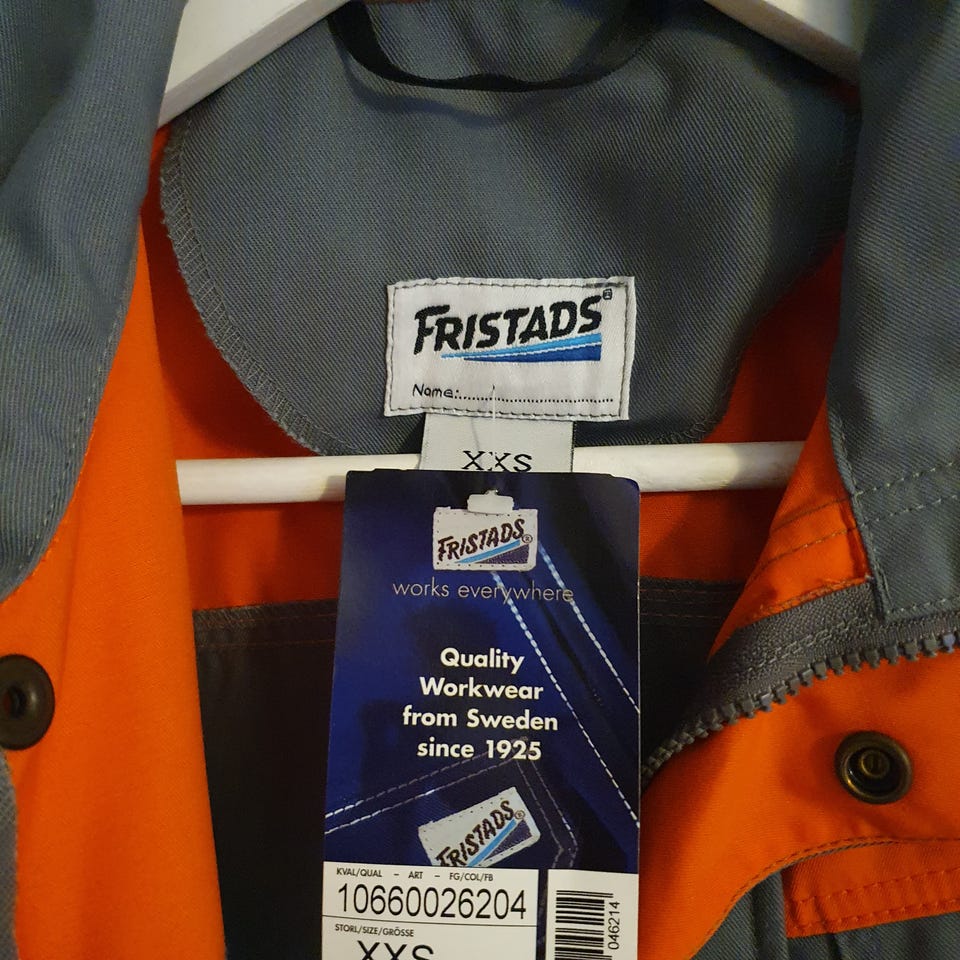 FRISTADS®
Name:..............................
XXS
FRISTADS®
works everywhere
Quality
Workwear
from Sweden
since 1925
FRISTADS®
KVAL/QUAL - ART - FG/COL/FB
10660026204
STORL/SIZE/GRÖSSE
XXS
046214